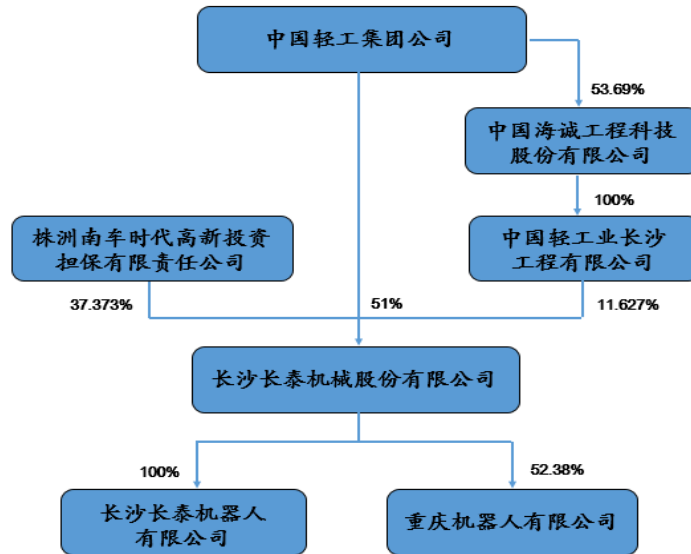 中国轻工集团公司
53.69%
中国海诚工程科技
股份有限公司
100%
株洲南车时代高新投资
担保有限责任公司
中国轻工业长沙
工程有限公司
37.373%
51%
11.627%
长沙长泰机械股份有限公司
100%
52.38%
长沙长泰机器人
有限公司
重庆机器人有限公司